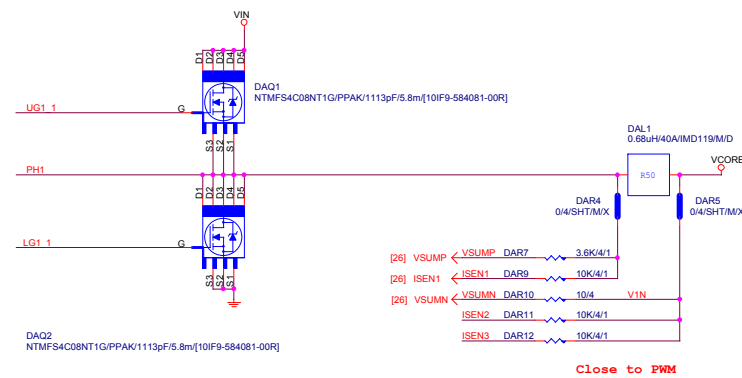 VIN
D1 D2 D3 D4 D5
DAQ1
NTMFS4C08NT1G/PPAK/1113pF/5.8m/[10IF9-584081-00R]
UG1_1
G
S3 S2 S1
DAL1
0.68uH/40A/IMD119/M/D
VCORE
PH1
R50
D1 D2 D3 D4 D5
DAR4
0/4/SHT/M/X
DAR5
0/4/SHT/M/X
LG1_1
G
S3 S2 S1
[26] VSUMP VSUMP DAR7 3.6K/4/1
[26] ISEN1 ISEN1 DAR9 10K/4/1
[26] VSUMN VSUMN DAR10 10/4 V1N
ISEN2 DAR11 10K/4/1
ISEN3 DAR12 10K/4/1
DAQ2
NTMFS4C08NT1G/PPAK/1113pF/5.8m/[10IF9-584081-00R]
Close to PWM